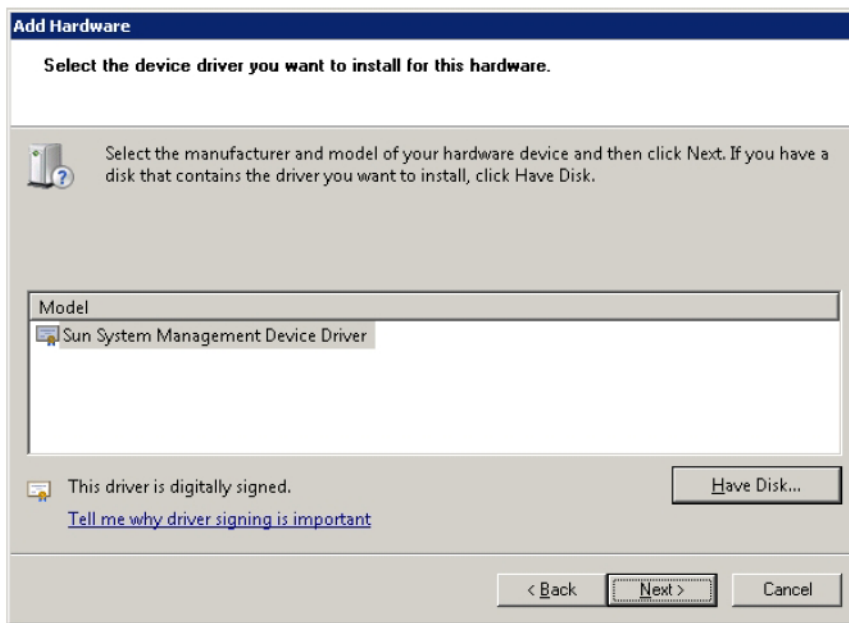 Add Hardware
Select the device driver you want to install for this hardware.
Select the manufacturer and model of your hardware device and then click Next. If you have a
disk that contains the driver you want to install, click Have Disk.
Model
Sun System Management Device Driver
This driver is digitally signed.
Have Disk...
Tell me why driver signing is important
< Back
Next >
Cancel